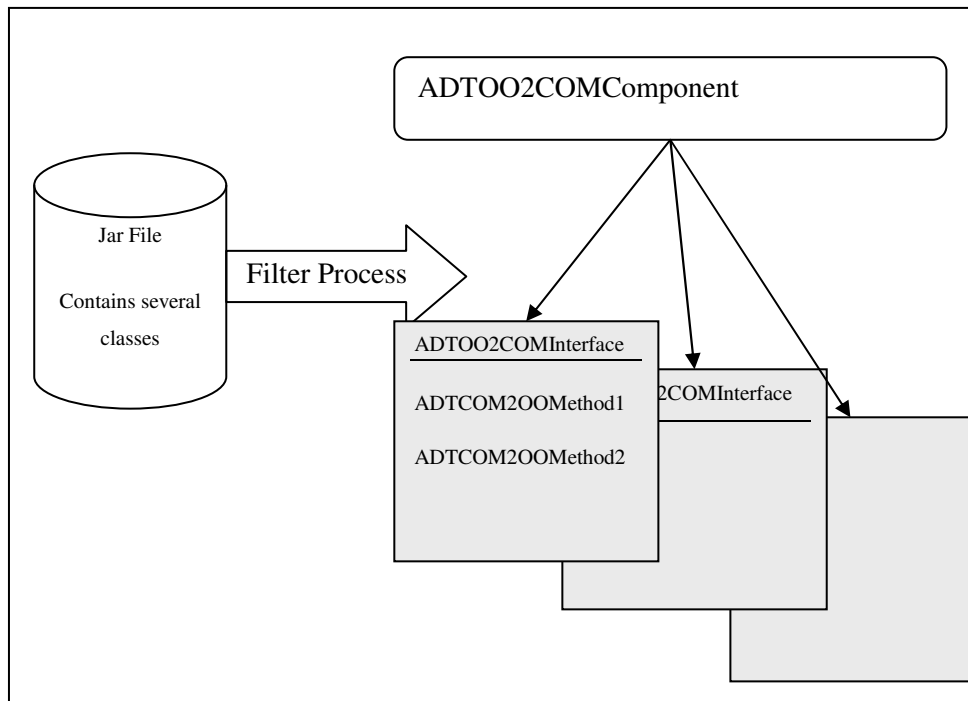 ADTOO2COMComponent
Jar File
Contains several
classes
Filter Process
ADTOO2COMInterface
ADTCOM2OOMethod1
ADTCOM2OOMethod2
2COMInterface